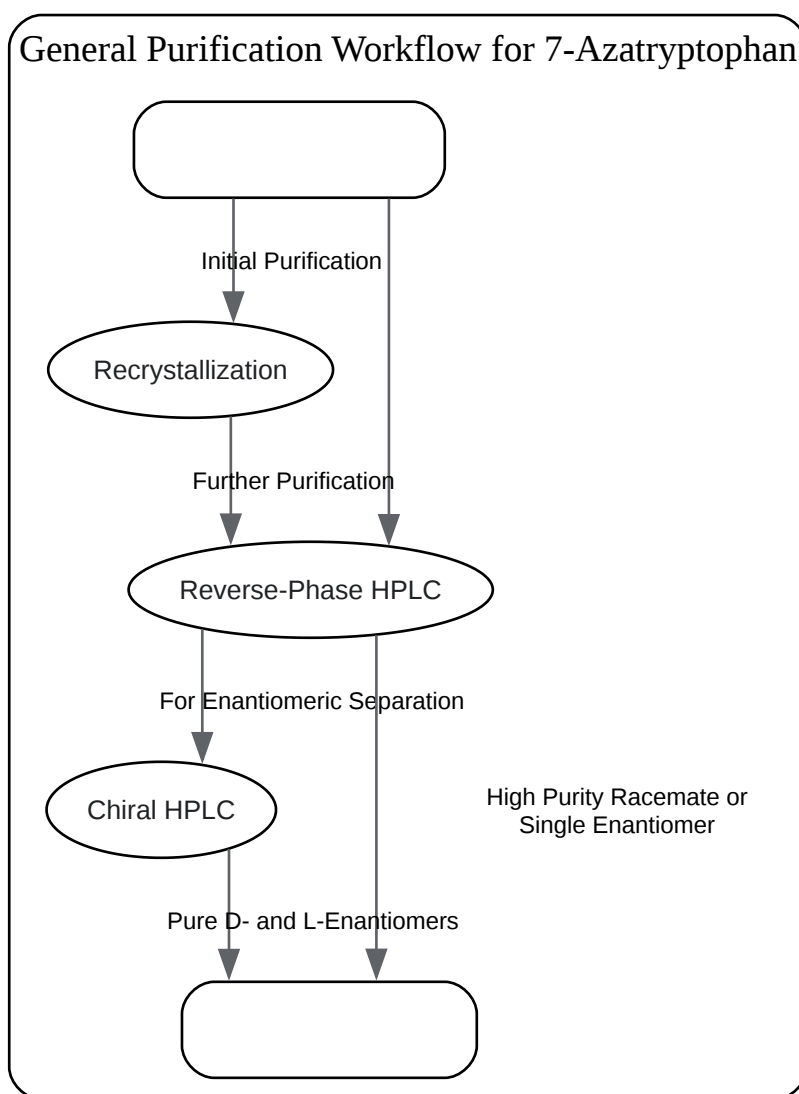 General Purification Workflow for 7-Azatryptophan
Initial Purification
Recrystallization
Further Purification
Reverse-Phase HPLC
For Enantiomeric Separation
Chiral HPLC
High Purity Racemate or
Single Enantiomer
Pure D- and L-Enantiomers